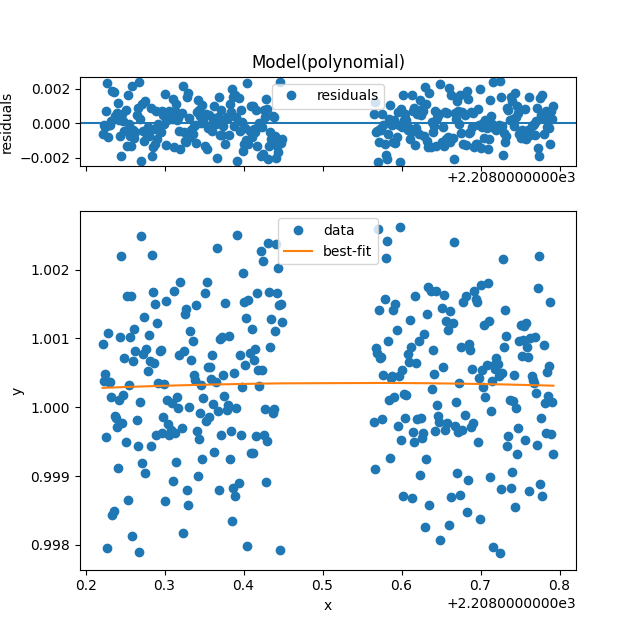 Model(polynomial)
residuals
0.002
0.000
−0.002
residuals
+2.2080000000e3
y
1.002
1.001
1.000
0.999
0.998
data
best-fit
0.2 0.3 0.4 0.5 0.6 0.7 0.8
x
+2.2080000000e3